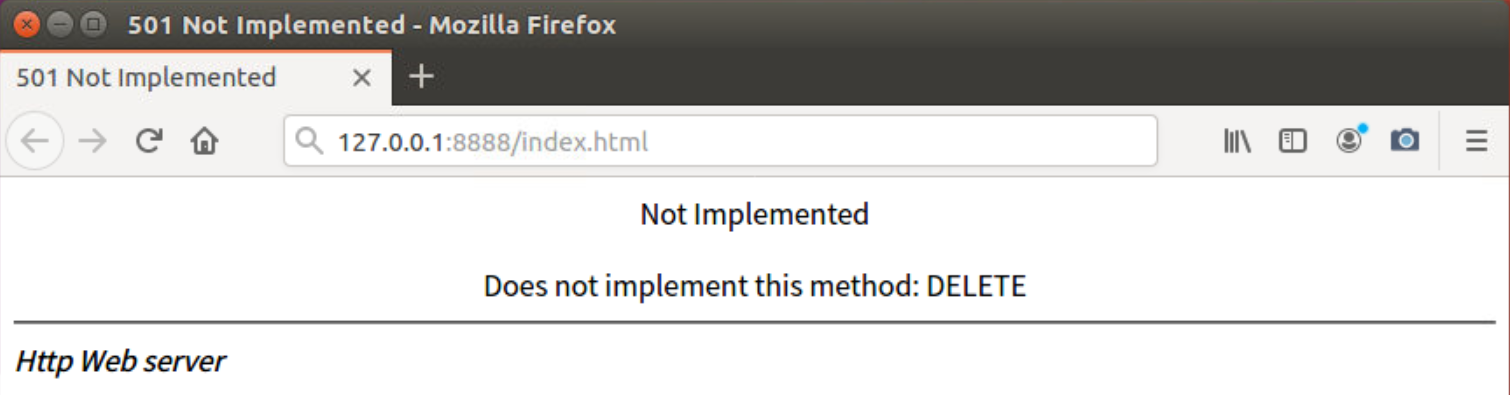 501 Not Implemented - Mozilla Firefox
501 Not Implemented
127.0.0.1:8888/index.html
Not Implemented
Does not implement this method: DELETE
Http Web server